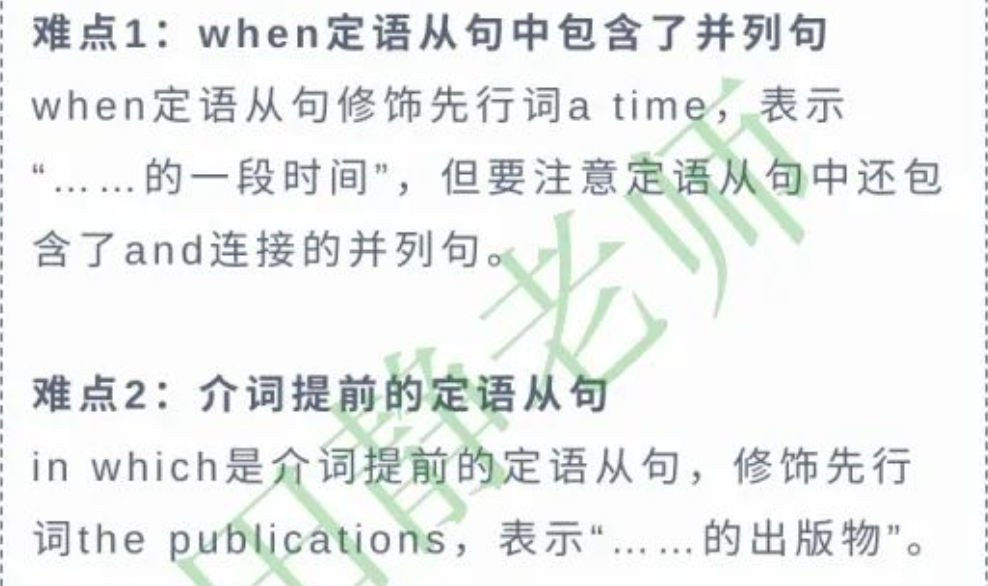 难点1：when定语从句中包含了并列句
when定语从句修饰先行词a time，表示
“……的一段时间”，但要注意定语从句中还包
含了and连接的并列句。
难点2：介词提前的定语从句
in which是介词提前的定语从句，修饰先行
词the publications，表示“……的出版物”。
田静老师